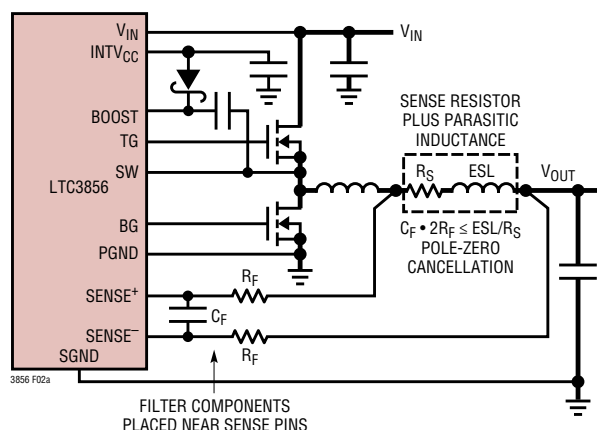 V_IN
INTV_CC
BOOST
TG
SW
LTC3856
BG
PGND
SENSE⁺
SENSE⁻
SGND
3856 F02a
V_IN
SENSE RESISTOR
PLUS PARASITIC
INDUCTANCE
R_S
ESL
V_OUT
C_F • 2R_F ≤ ESL/R_S
POLE-ZERO
CANCELLATION
R_F
C_F
R_F
FILTER COMPONENTS
PLACED NEAR SENSE PINS